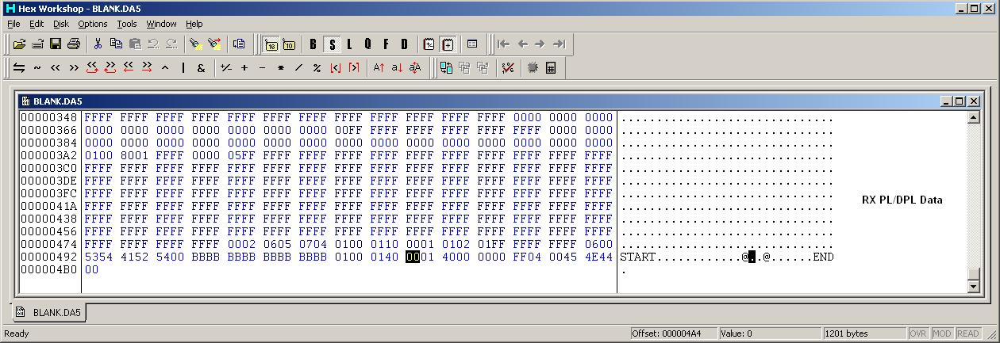 Hex Workshop - BLANK.DA5
File Edit Disk Options Tools Window Help
16 10 B S L Q F D
BLANK.DA5
00000348 FFFF FFFF FFFF FFFF FFFF FFFF FFFF FFFF FFFF FFFF FFFF FFFF 0000 0000 0000 ..............................
00000366 0000 0000 0000 0000 0000 0000 0000 00FF FFFF FFFF FFFF FFFF FFFF 0000 0000 ..............................
00000384 0000 0000 0000 0000 0000 0000 0000 0000 0000 0000 0000 0000 0000 0000 0000 ..............................
000003A2 0100 8001 FFFF 0000 05FF FFFF FFFF FFFF FFFF FFFF FFFF FFFF FFFF FFFF FFFF ..............................
000003C0 FFFF FFFF FFFF FFFF FFFF FFFF FFFF FFFF FFFF FFFF FFFF FFFF FFFF FFFF FFFF ..............................
000003DE FFFF FFFF FFFF FFFF FFFF FFFF FFFF FFFF FFFF FFFF FFFF FFFF FFFF FFFF FFFF ..............................
000003FC FFFF FFFF FFFF FFFF FFFF FFFF FFFF FFFF FFFF FFFF FFFF FFFF FFFF FFFF FFFF ..............................
0000041A FFFF FFFF FFFF FFFF FFFF FFFF FFFF FFFF FFFF FFFF FFFF FFFF FFFF FFFF FFFF ..............................
RX PL/DPL Data
00000438 FFFF FFFF FFFF FFFF FFFF FFFF FFFF FFFF FFFF FFFF FFFF FFFF FFFF FFFF FFFF ..............................
00000456 FFFF FFFF FFFF FFFF FFFF FFFF FFFF FFFF FFFF FFFF FFFF FFFF FFFF FFFF FFFF ..............................
00000474 FFFF FFFF FFFF FFFF 0002 0605 0704 0100 0110 0001 0102 01FF FFFF FFFF 0600 ..............................
00000492 5354 4152 5400 BBBB BBBB BBBB BBBB 0100 0140 0001 4000 0000 FF04 0045 4E44 START............@..@......END
000004B0 00 .
BLANK.DA5
Ready Offset: 000004A4 Value: 0 1201 bytes OVR MOD READ